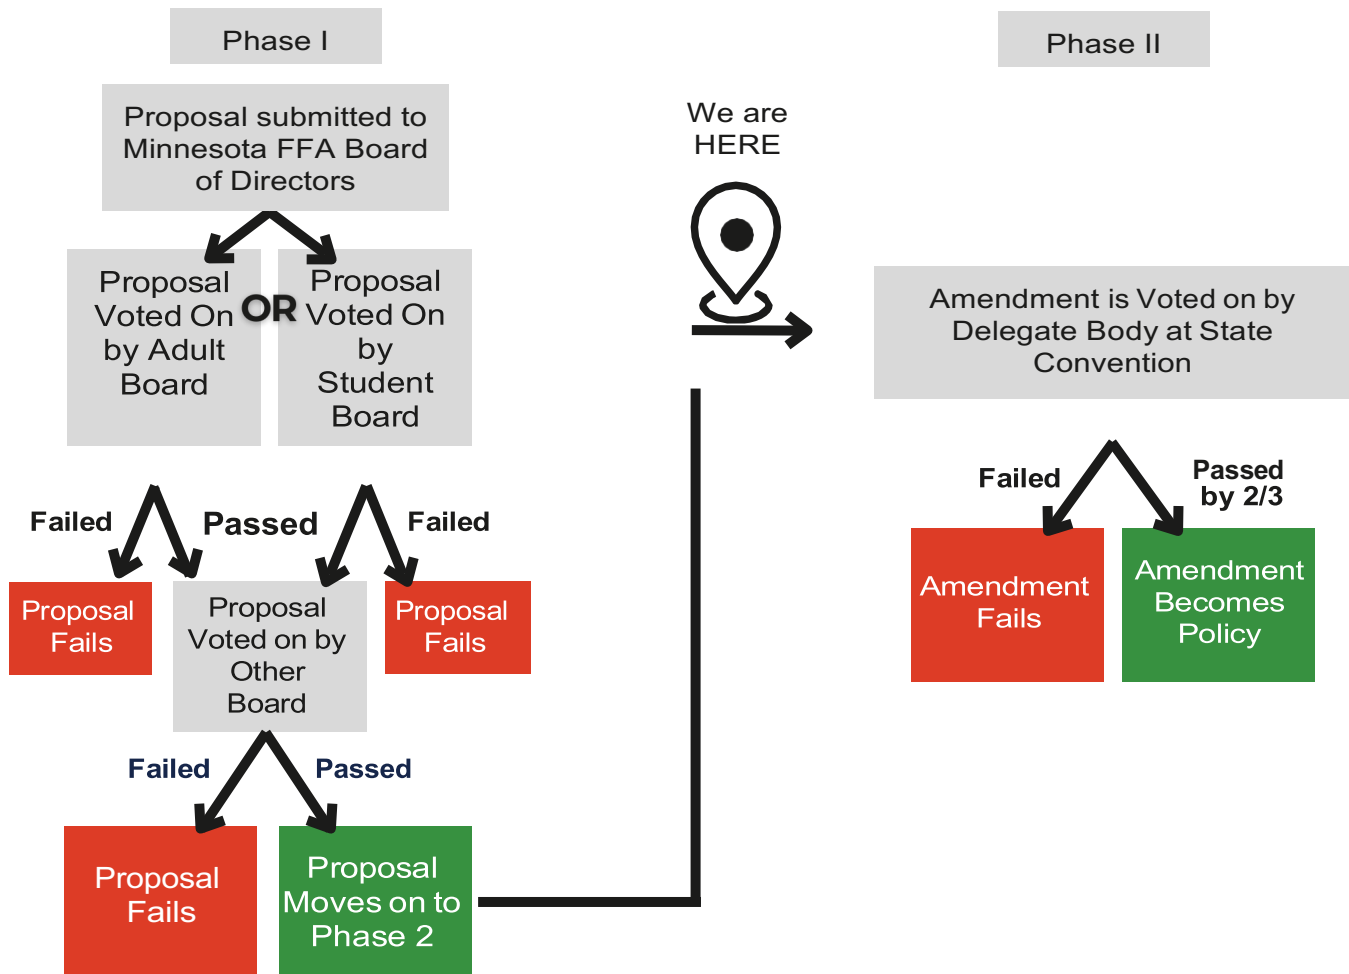 Phase I
Proposal submitted to
Minnesota FFA Board
of Directors
Proposal
Voted On
by Adult
Board
OR
Proposal
Voted On
by
Student
Board
Failed
Passed
Failed
Proposal
Fails
Proposal
Voted on by
Other
Board
Proposal
Fails
Failed
Passed
Proposal
Fails
Proposal
Moves on to
Phase 2
We are
HERE
Phase II
Amendment is Voted on by
Delegate Body at State
Convention
Failed
Passed
by 2/3
Amendment
Fails
Amendment
Becomes
Policy